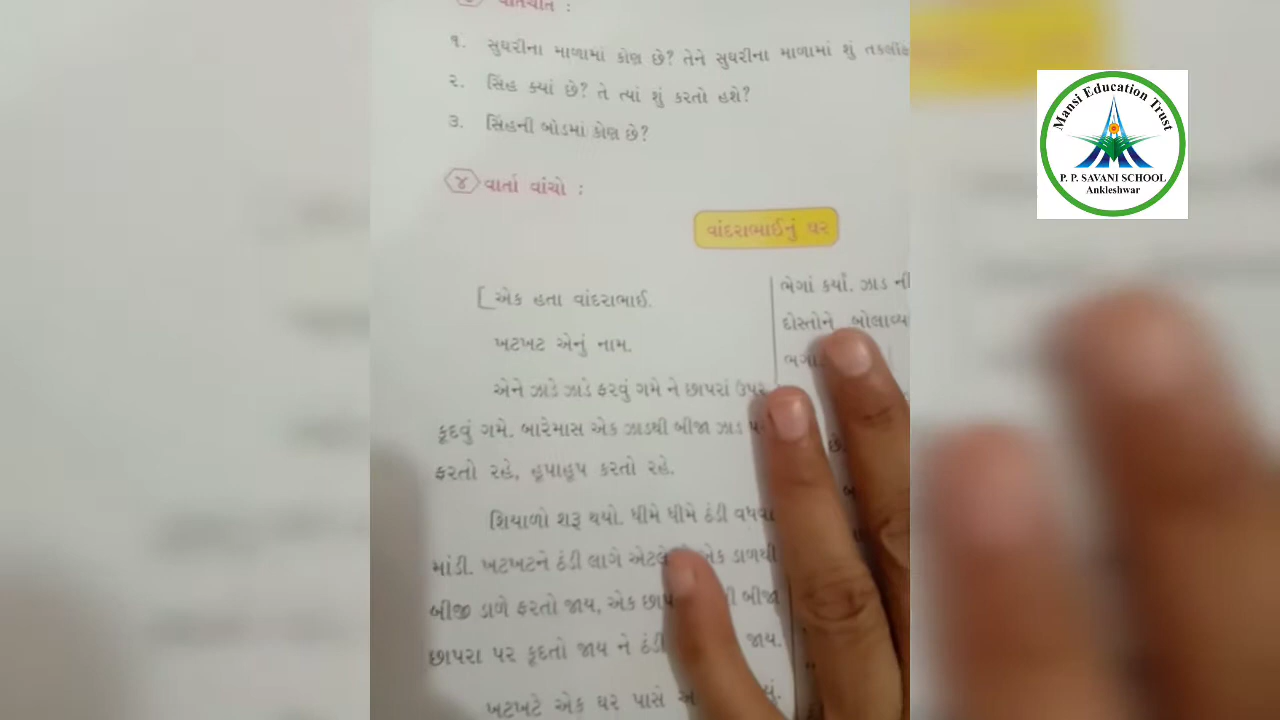 વાતચીત :
૧. સુઘરીના માળામાં કોણ છે? તેને સુઘરીના માળામાં શું
૨. સિંહ ક્યાં છે? તે ત્યાં શું કરતો હશે?
૩. સિંહની બોડમાં કોણ છે?
૪ વાર્તા વાંચો :
વાંદરાભાઈનું ઘર
[એક હતા વાંદરાભાઈ.
ખટખટ એનું નામ.
એને ઝાડે ઝાડે ફરવું ગમે ને છાપરાં ઉપર
કૂદવું ગમે. બારેમાસ એક ઝાડથી બીજા ઝાડ
ફરતો રહે, હૂપાહૂપ કરતો રહે.
શિયાળો શરૂ થયો. ધીમે ધીમે ઠંડી વધવા
માંડી. ખટખટને ઠંડી લાગે એટલે એક ડાળથી
બીજી ડાળે ફરતો જાય, એક બીજા
છાપરા પર કૂદતો જાય ને ઠંડી જાય.
ખટખટે એક ઘર પાસે
ભેગાં કર્યાં. ઝાડ
દોસ્તોને
છે.
Mansi Education Trust
P. P. SAVANI SCHOOL
Ankleshwar